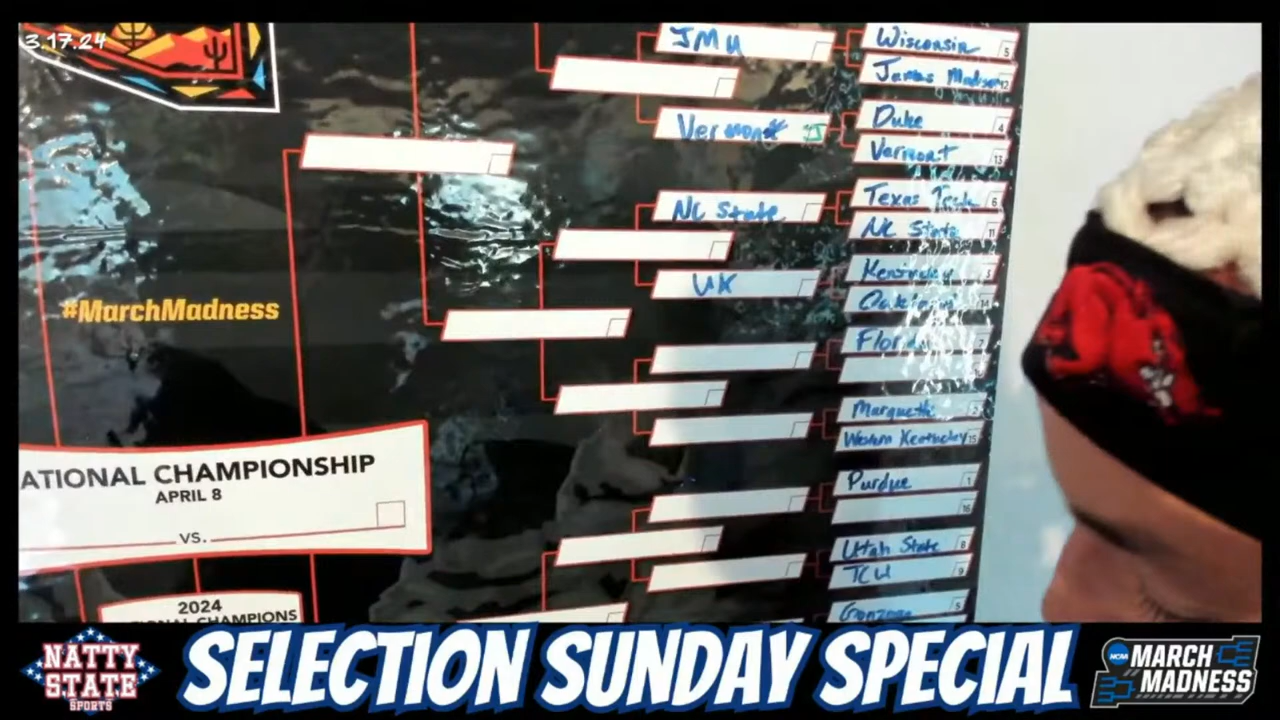 3.17.24
JMU
Wisconsin 5
James Madison 12
Vermont
Duke 4
Vermont 13
NC State
Texas Tech 6
NC State 11
UK
Kentucky 3
Oakland 14
#MarchMadness
Florida 7
Marquette 2
Western Kentucky 15
Purdue 1
16
ATIONAL CHAMPIONSHIP
APRIL 8
VS.
Utah State 8
TCU 9
Gonzaga 5
2024
NAL CHAMPIONS
NATTY
STATE
SPORTS
SELECTION SUNDAY SPECIAL
NCAA
MARCH
MADNESS